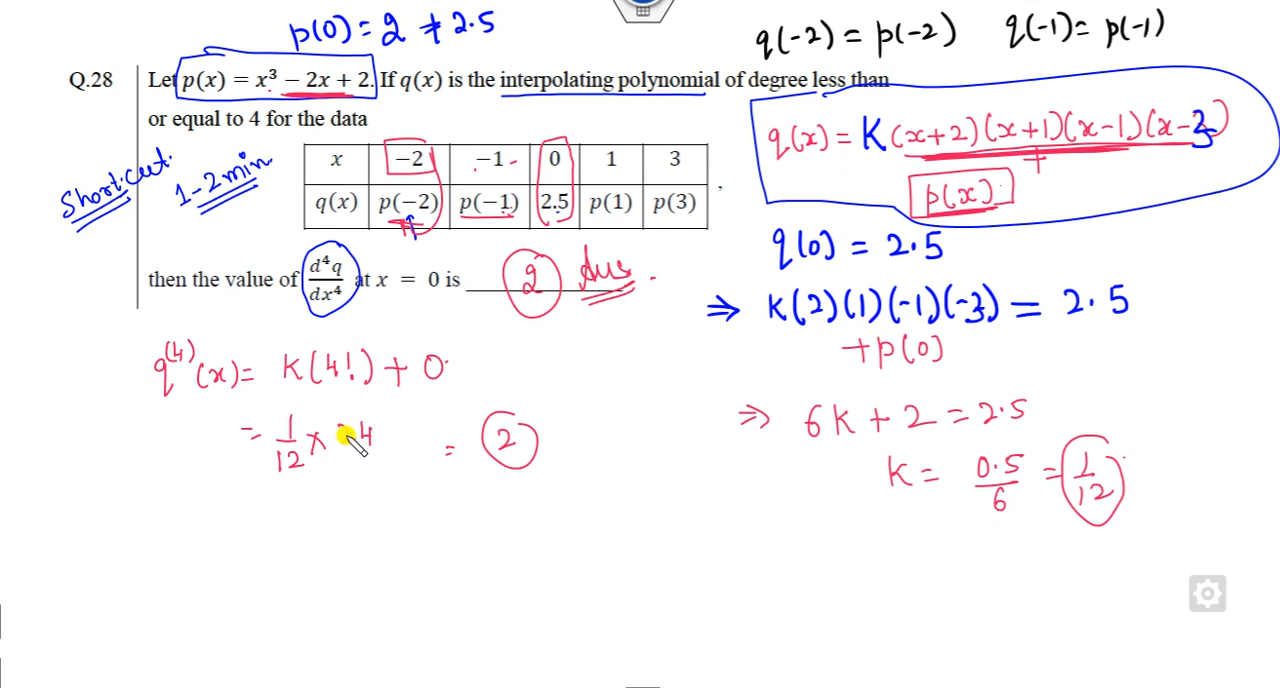 p(0) = 2 ≠ 2.5
q(-2) = p(-2) q(-1) = p(-1)
Q.28 Let p(x) = x³ − 2x + 2. If q(x) is the interpolating polynomial of degree less than
or equal to 4 for the data
q(x) = K(x+2)(x+1)(x-1)(x-3)
+
p(x)
Shortcut.
1-2 min
x −2 −1 0 1 3
q(x) p(−2) p(−1) 2.5 p(1) p(3) ,
q(0) = 2.5
then the value of d⁴q/dx⁴ at x = 0 is ________ 2 Ans.
⇒ K(2)(1)(-1)(-3) = 2.5
+p(0)
q⁽⁴⁾(x) = K(4!) + 0
⇒ 6K + 2 = 2.5
= 1/12 x 4 = 2
K = 0.5/6 = 1/12